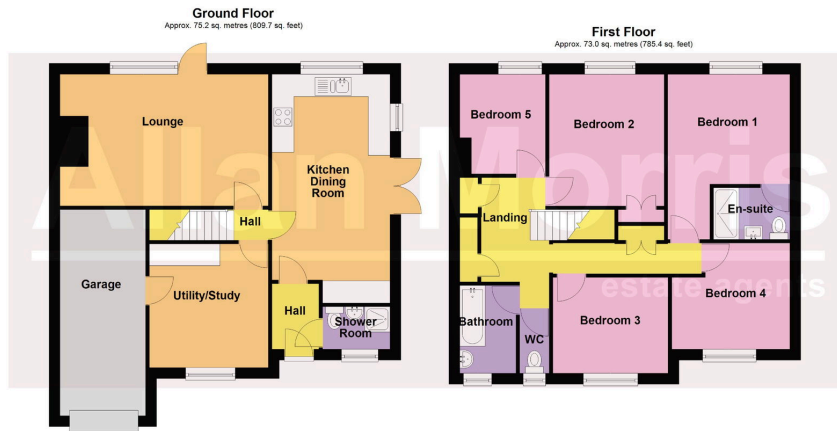 Ground Floor
Approx. 75.2 sq. metres (809.7 sq. feet)
Lounge
Kitchen
Dining
Room
Hall
Garage
Utility/Study
Hall
Shower
Room
First Floor
Approx. 73.0 sq. metres (785.4 sq. feet)
Bedroom 5
Bedroom 2
Bedroom 1
En-suite
Landing
Bedroom 4
Bedroom 3
Bathroom
WC
Allan Morris
estate agents